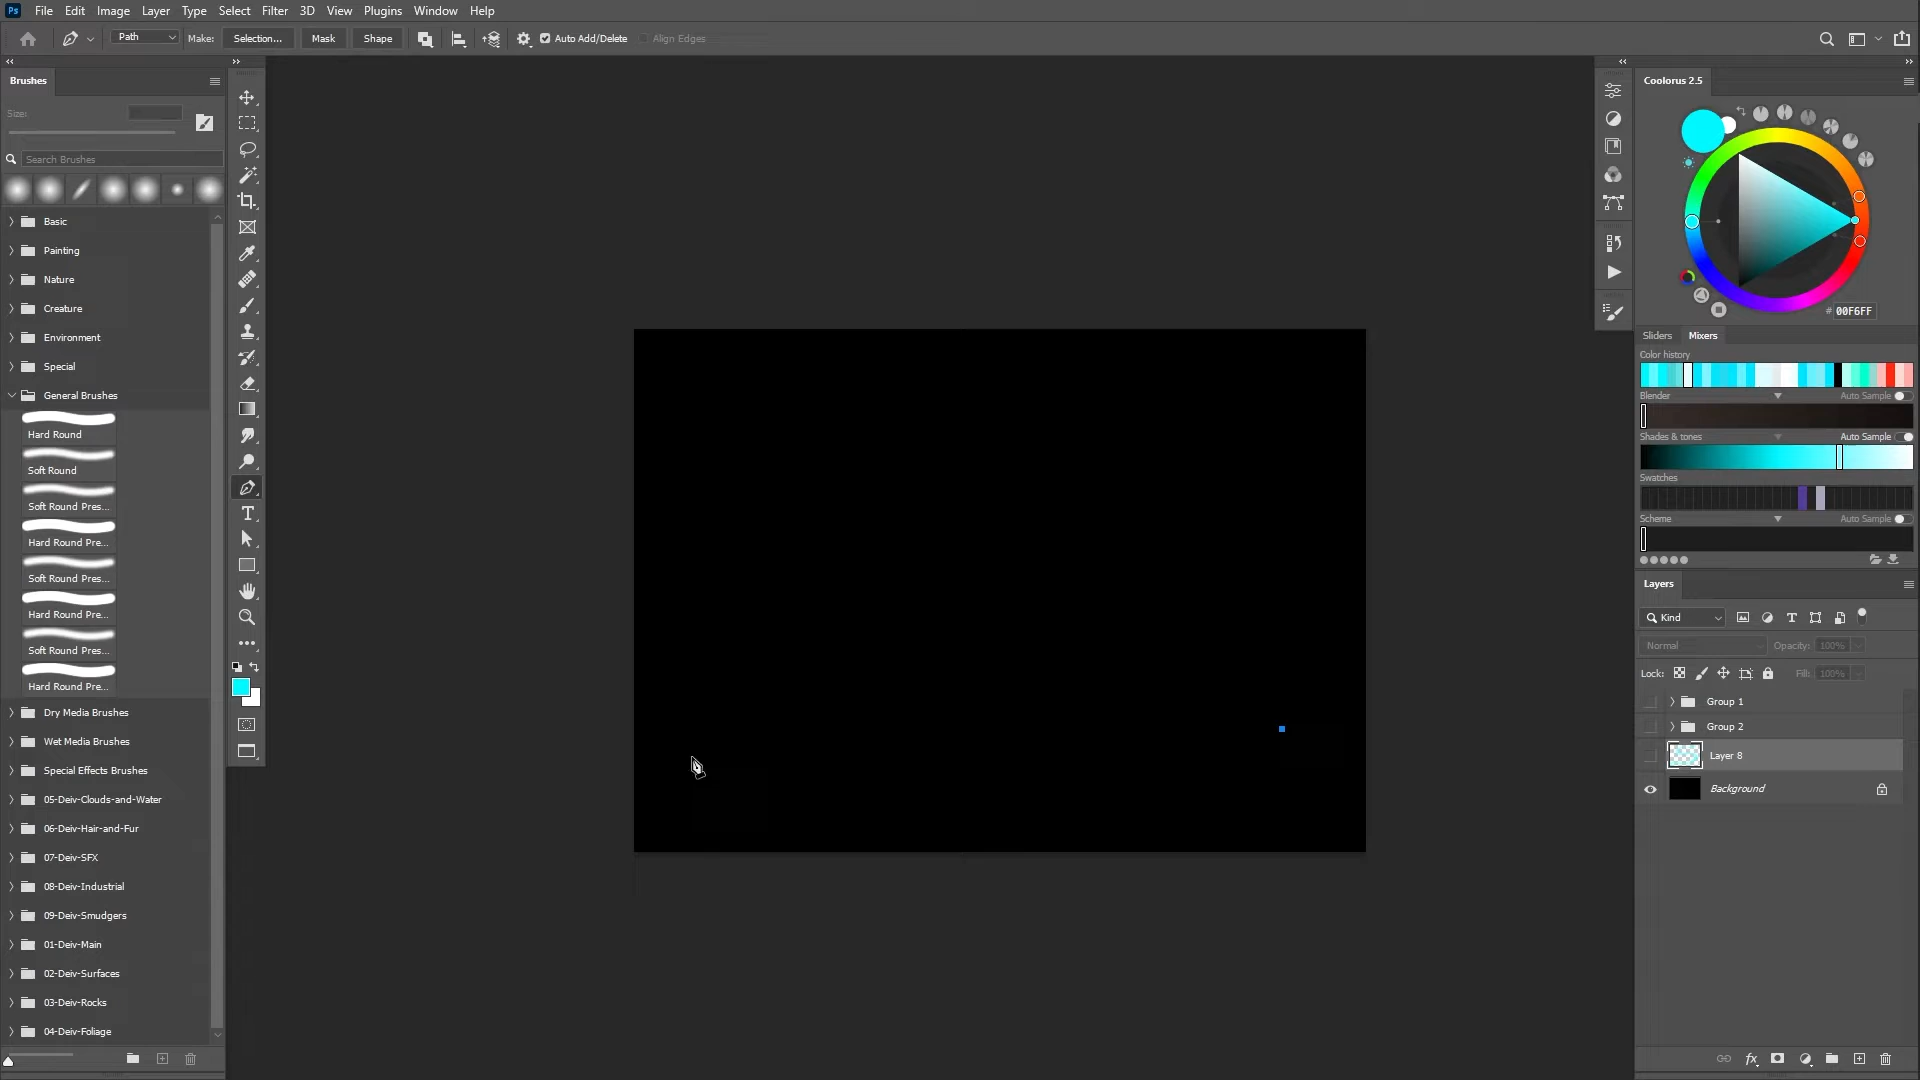 Ps File Edit Image Layer Type Select Filter 3D View Plugins Window Help
Path Make: Selection... Mask Shape Auto Add/Delete Align Edges
Brushes
Size:
Search Brushes
Basic
Painting
Nature
Creature
Environment
Special
General Brushes
Hard Round
Soft Round
Soft Round Pres...
Hard Round Pre...
Soft Round Pres...
Hard Round Pre...
Soft Round Pres...
Hard Round Pre...
Dry Media Brushes
Wet Media Brushes
Special Effects Brushes
05-Deiv-Clouds-and-Water
06-Deiv-Hair-and-Fur
07-Deiv-SFX
08-Deiv-Industrial
09-Deiv-Smudgers
01-Deiv-Main
02-Deiv-Surfaces
03-Deiv-Rocks
04-Deiv-Foliage
T
Coolorus 2.5
# 00F6FF
Sliders Mixers
Color history
Blender Auto Sample
Shades & tones Auto Sample
Swatches
Scheme Auto Sample
Layers
Kind T
Normal Opacity: 100%
Lock: Fill: 100%
Group 1
Group 2
Layer 8
Background
fx